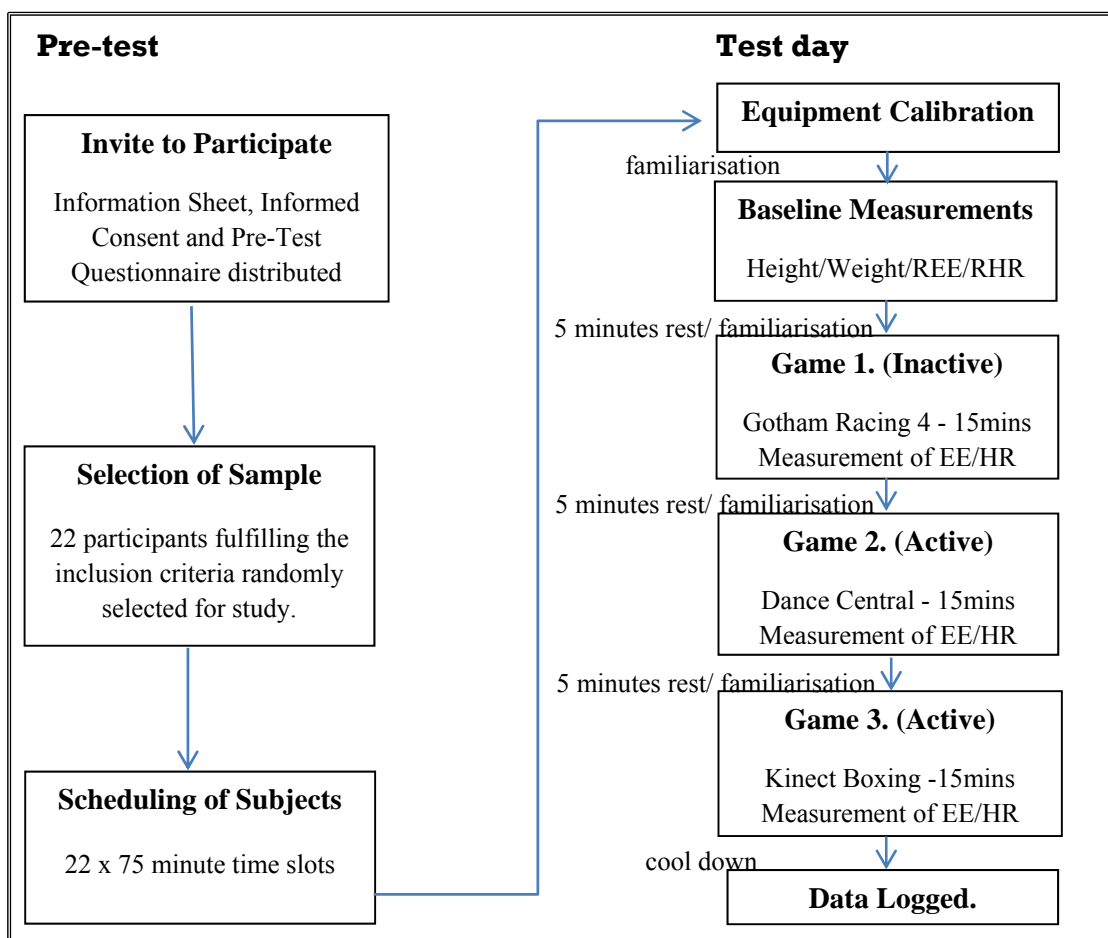 Pre-test
Invite to Participate
Information Sheet, Informed
Consent and Pre-Test
Questionnaire distributed
Selection of Sample
22 participants fulfilling the
inclusion criteria randomly
selected for study.
Scheduling of Subjects
22 x 75 minute time slots
Test day
Equipment Calibration
familiarisation
Baseline Measurements
Height/Weight/REE/RHR
5 minutes rest/ familiarisation
Game 1. (Inactive)
Gotham Racing 4 - 15mins
Measurement of EE/HR
5 minutes rest/ familiarisation
Game 2. (Active)
Dance Central - 15mins
Measurement of EE/HR
5 minutes rest/ familiarisation
Game 3. (Active)
Kinect Boxing -15mins
Measurement of EE/HR
cool down
Data Logged.